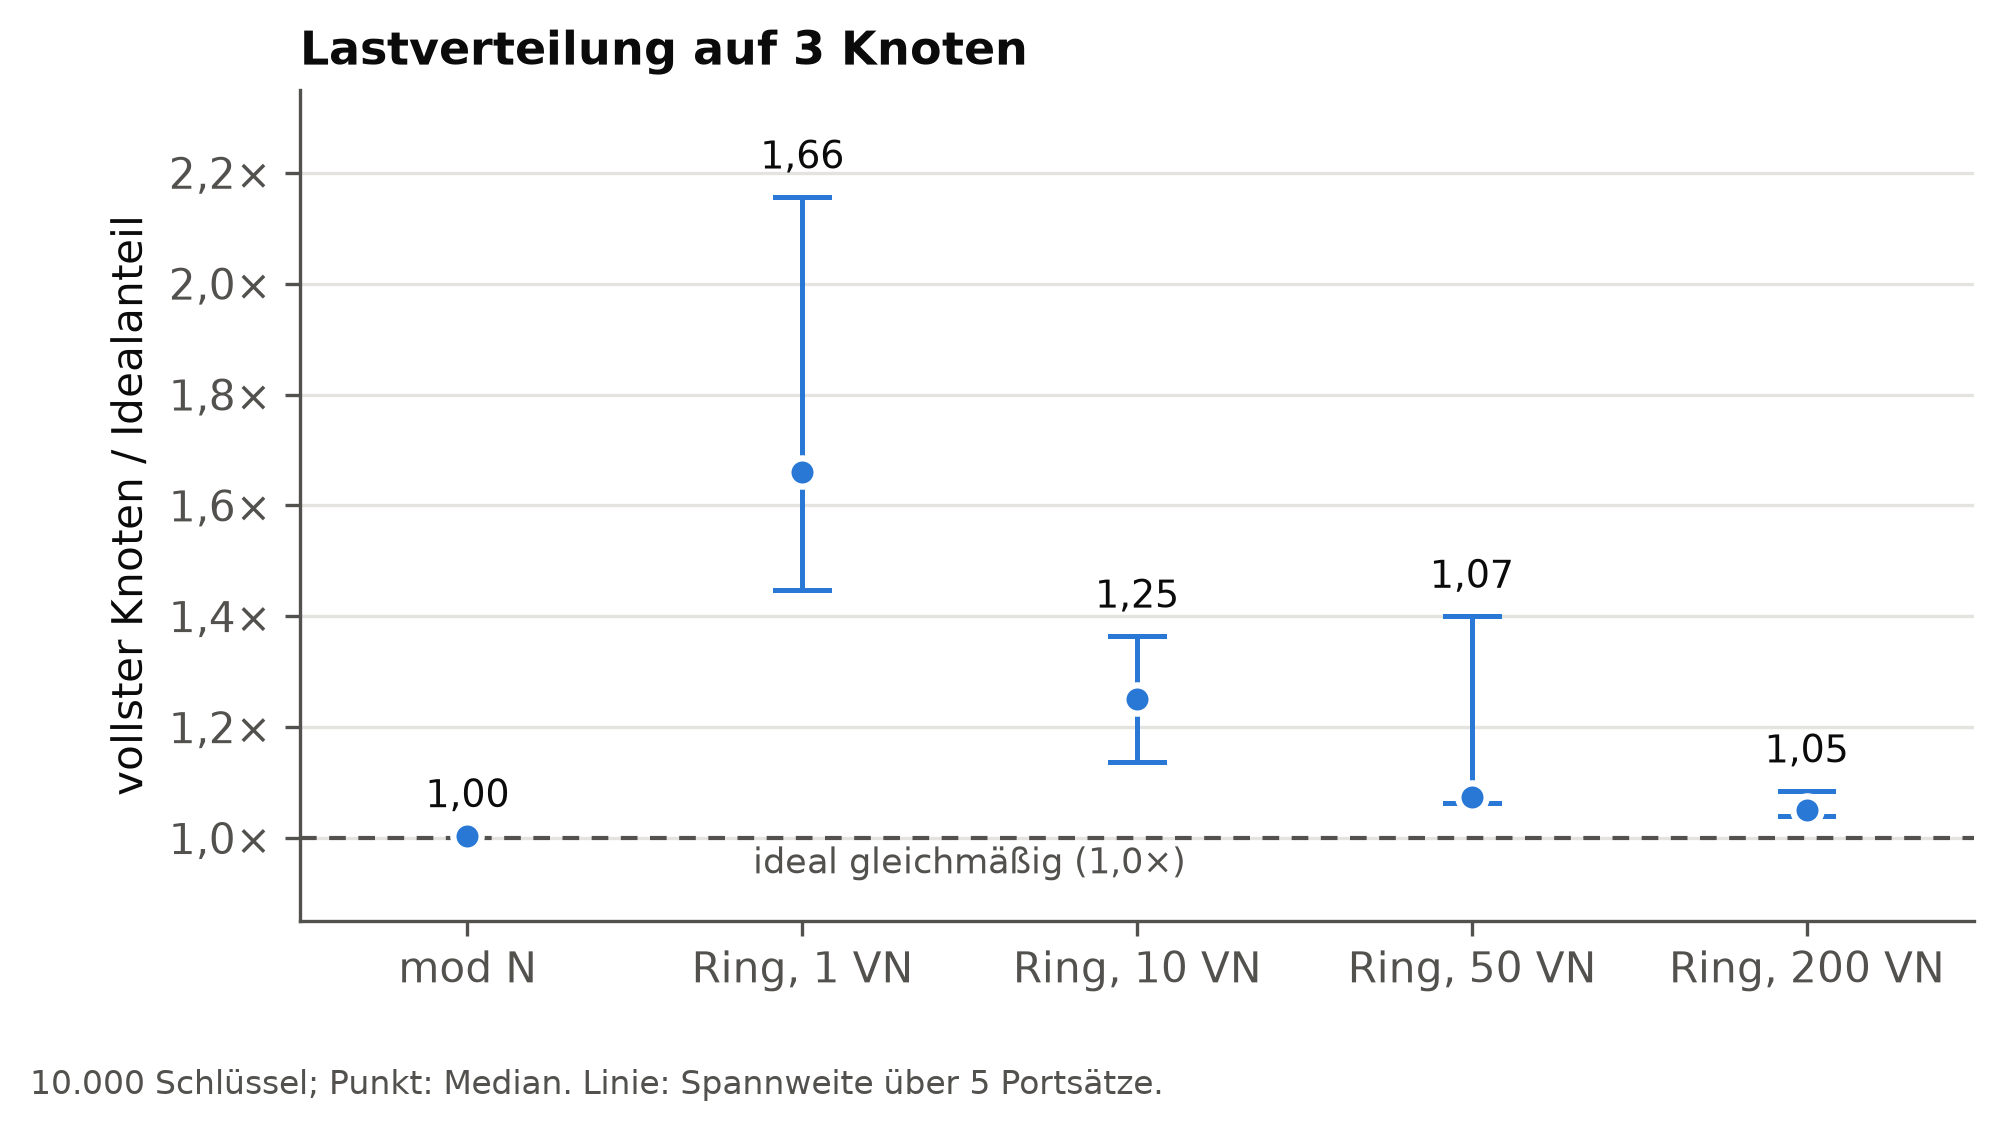 Lastverteilung auf 3 Knoten
vollster Knoten / Idealanteil
2,2×
2,0×
1,8×
1,6×
1,4×
1,2×
1,0×
1,00
1,66
1,25
1,07
1,05
ideal gleichmäßig (1,0×)
mod N
Ring, 1 VN
Ring, 10 VN
Ring, 50 VN
Ring, 200 VN
10.000 Schlüssel; Punkt: Median. Linie: Spannweite über 5 Portsätze.